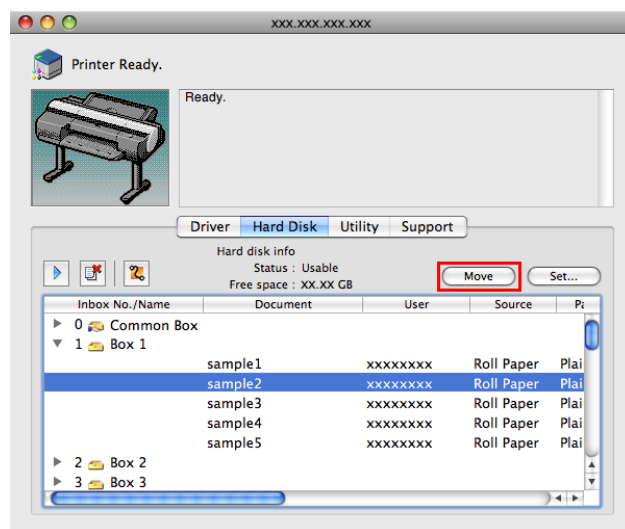 xxx.xxx.xxx.xxx
Printer Ready.
Ready.
Driver Hard Disk Utility Support
Hard disk info
Status : Usable
Free space : XX.XX GB
Move Set...
Inbox No./Name Document User Source Pa
0 Common Box
1 Box 1
sample1 xxxxxxxx Roll Paper Plai
sample2 xxxxxxxx Roll Paper Plai
sample3 xxxxxxxx Roll Paper Plai
sample4 xxxxxxxx Roll Paper Plai
sample5 xxxxxxxx Roll Paper Plai
2 Box 2
3 Box 3